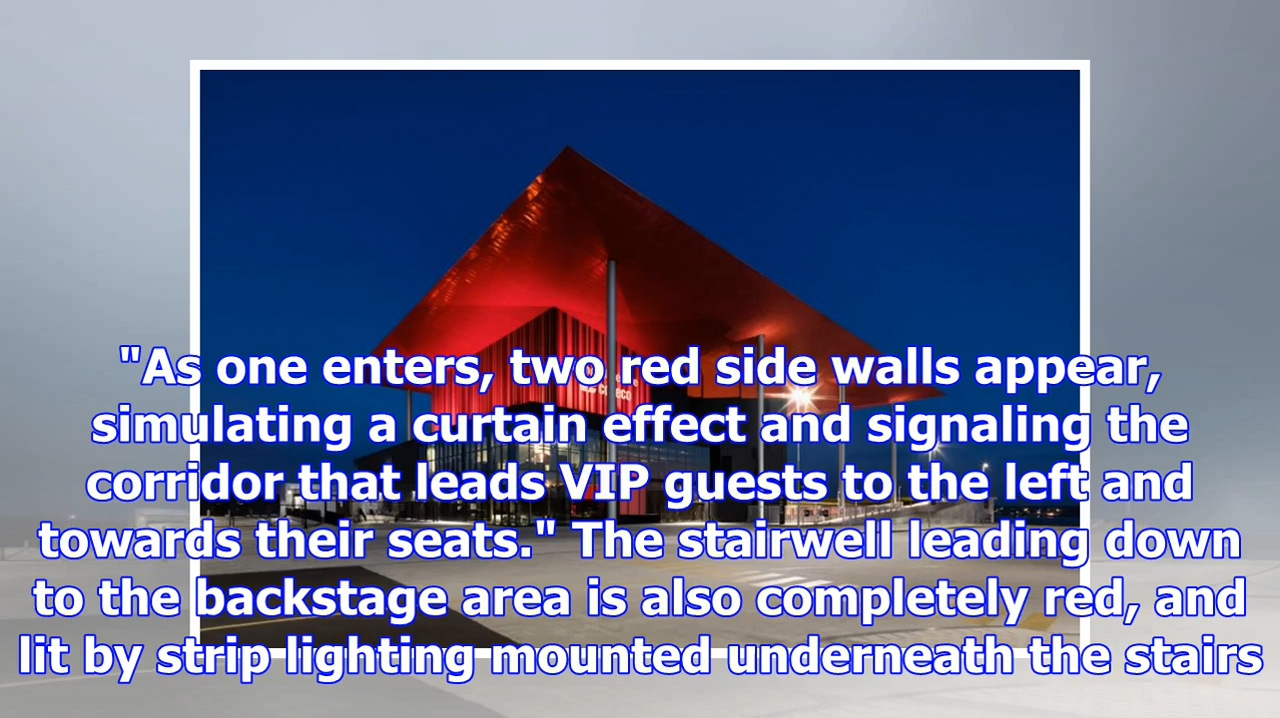 "As one enters, two red side walls appear,
simulating a curtain effect and signaling the
corridor that leads VIP guests to the left and
towards their seats." The stairwell leading down
to the backstage area is also completely red, and
lit by strip lighting mounted underneath the stairs